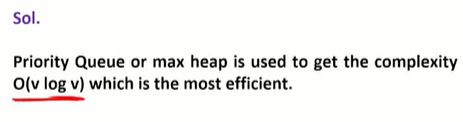 Sol.
Priority Queue or max heap is used to get the complexity
O(v log v) which is the most efficient.